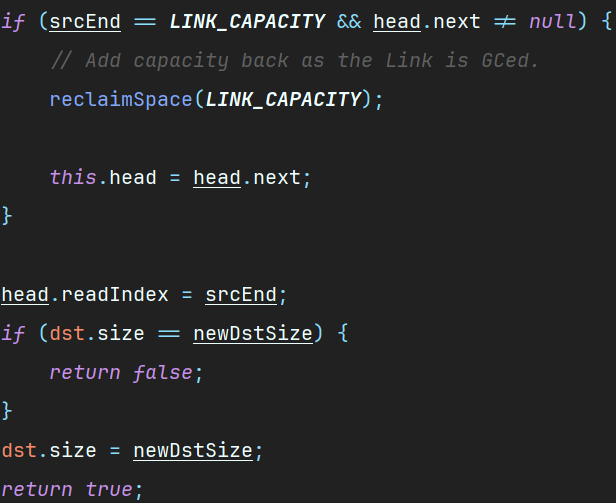 if (srcEnd == LINK_CAPACITY && head.next != null) {
    // Add capacity back as the Link is GCed.
    reclaimSpace(LINK_CAPACITY);

    this.head = head.next;
}

head.readIndex = srcEnd;
if (dst.size == newDstSize) {
    return false;
}
dst.size = newDstSize;
return true;